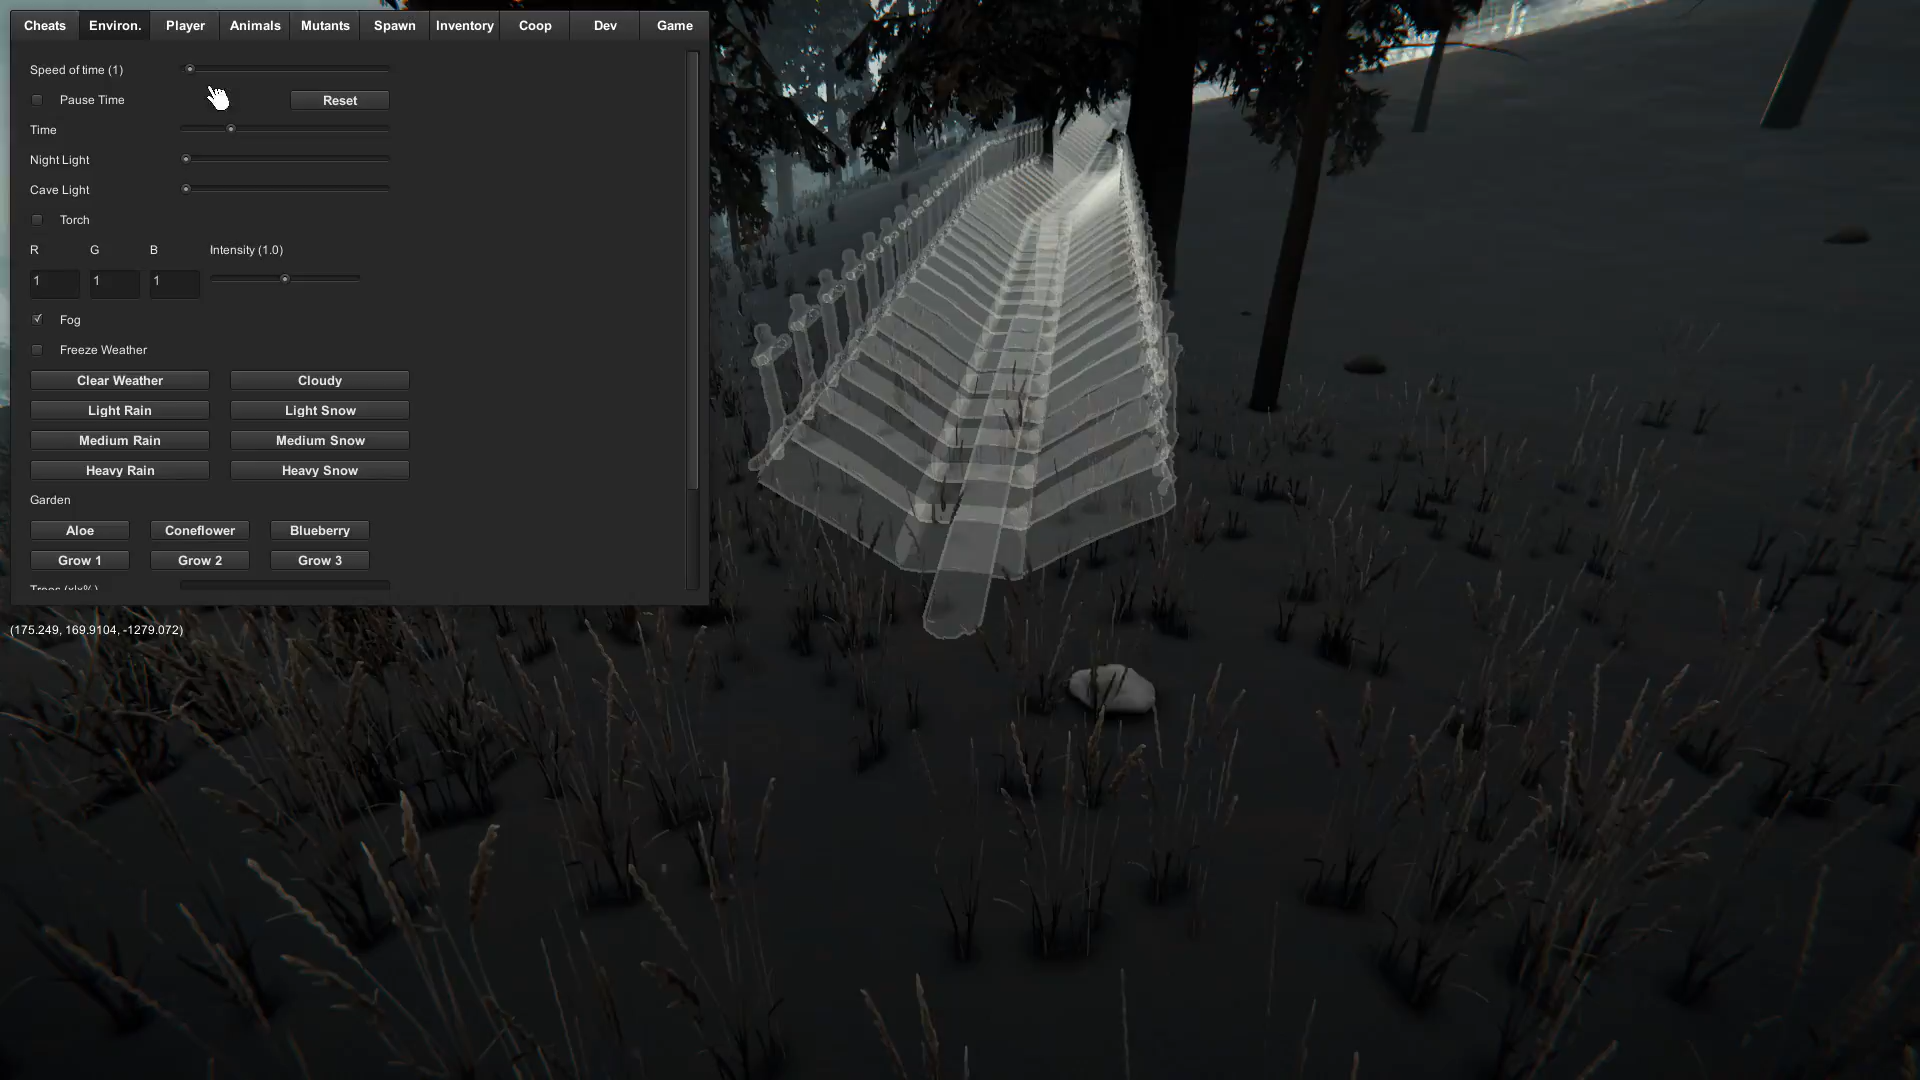 Cheats Environ. Player Animals Mutants Spawn Inventory Coop Dev Game
Speed of time (1)
Pause Time Reset
Time
Night Light
Cave Light
Torch
R G B Intensity (1.0)
1 1 1
Fog
Freeze Weather
Clear Weather Cloudy
Light Rain Light Snow
Medium Rain Medium Snow
Heavy Rain Heavy Snow
Garden
Aloe Coneflower Blueberry
Grow 1 Grow 2 Grow 3
Trees (x|x%)
(175.249, 169.9104, -1279.072)